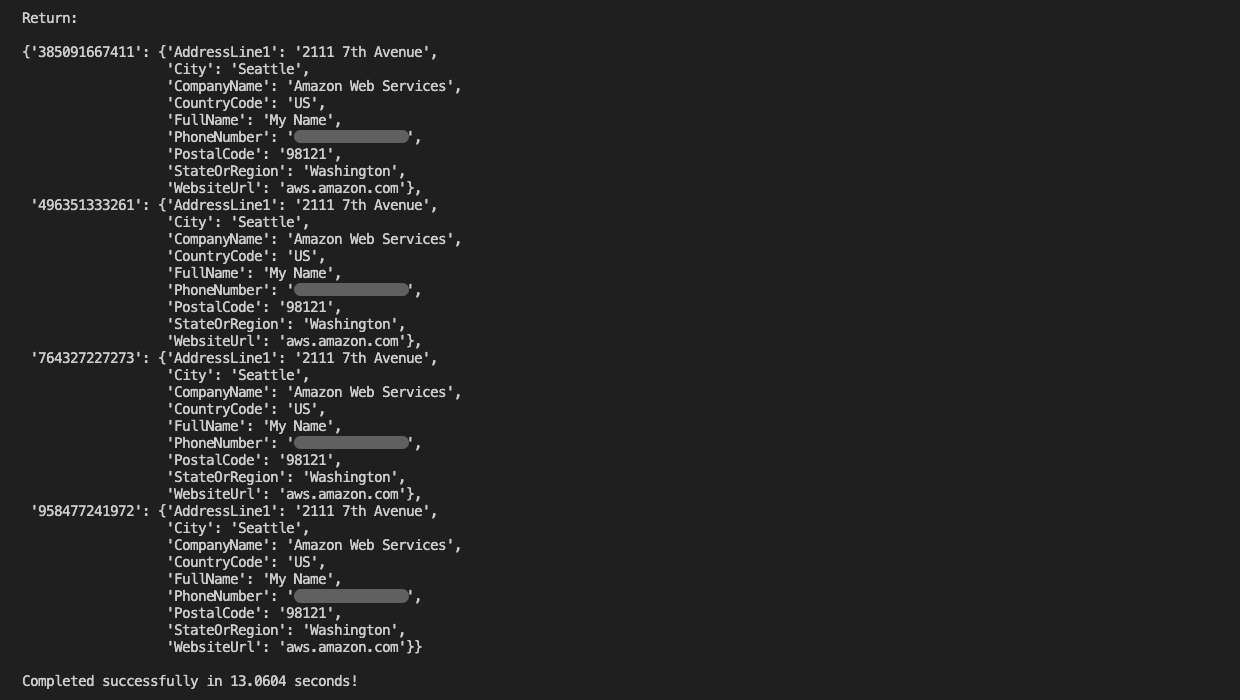 Return:
{'385091667411': {'AddressLine1': '2111 7th Avenue',
'City': 'Seattle',
'CompanyName': 'Amazon Web Services',
'CountryCode': 'US',
'FullName': 'My Name',
'PhoneNumber': '',
'PostalCode': '98121',
'StateOrRegion': 'Washington',
'WebsiteUrl': 'aws.amazon.com'},
'496351333261': {'AddressLine1': '2111 7th Avenue',
'City': 'Seattle',
'CompanyName': 'Amazon Web Services',
'CountryCode': 'US',
'FullName': 'My Name',
'PhoneNumber': '',
'PostalCode': '98121',
'StateOrRegion': 'Washington',
'WebsiteUrl': 'aws.amazon.com'},
'764327227273': {'AddressLine1': '2111 7th Avenue',
'City': 'Seattle',
'CompanyName': 'Amazon Web Services',
'CountryCode': 'US',
'FullName': 'My Name',
'PhoneNumber': '',
'PostalCode': '98121',
'StateOrRegion': 'Washington',
'WebsiteUrl': 'aws.amazon.com'},
'958477241972': {'AddressLine1': '2111 7th Avenue',
'City': 'Seattle',
'CompanyName': 'Amazon Web Services',
'CountryCode': 'US',
'FullName': 'My Name',
'PhoneNumber': '',
'PostalCode': '98121',
'StateOrRegion': 'Washington',
'WebsiteUrl': 'aws.amazon.com'}}
Completed successfully in 13.0604 seconds!